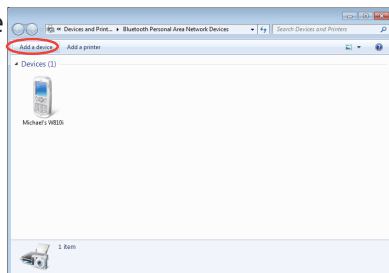 e
« Devices and Print... ▸ Bluetooth Personal Area Network Devices
Search Devices and Printers
Add a device
Add a printer
Devices (1)
Michael's W810i
1 item